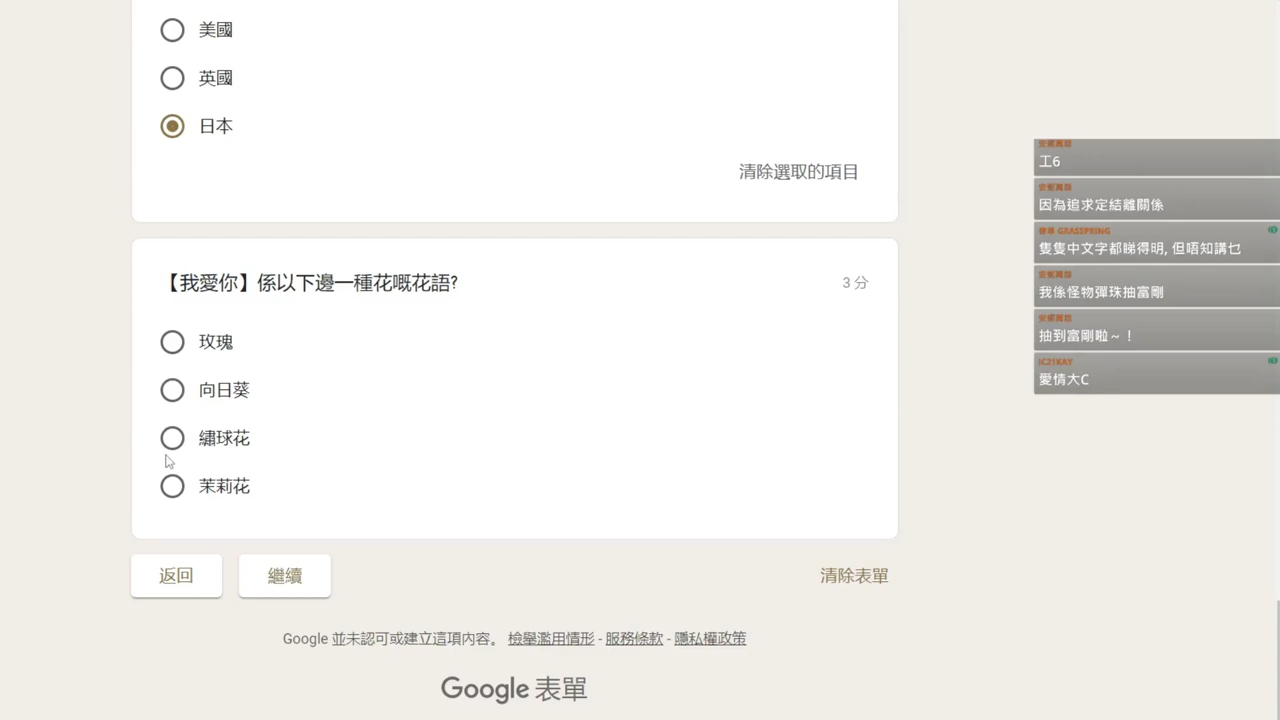 美國
英國
日本
清除選取的項目
【我愛你】係以下邊一種花嘅花語?
3 分
玫瑰
向日葵
繡球花
茉莉花
返回
繼續
清除表單
Google 並未認可或建立這項內容。 檢舉濫用情形 - 服務條款 - 隱私權政策
Google 表單
工6
因為追求定結離關係
GRASSPRING
隻隻中文字都睇得明, 但唔知講乜
我係怪物彈珠抽富剛
抽到富剛啦～！
IC21KAY
愛情大C